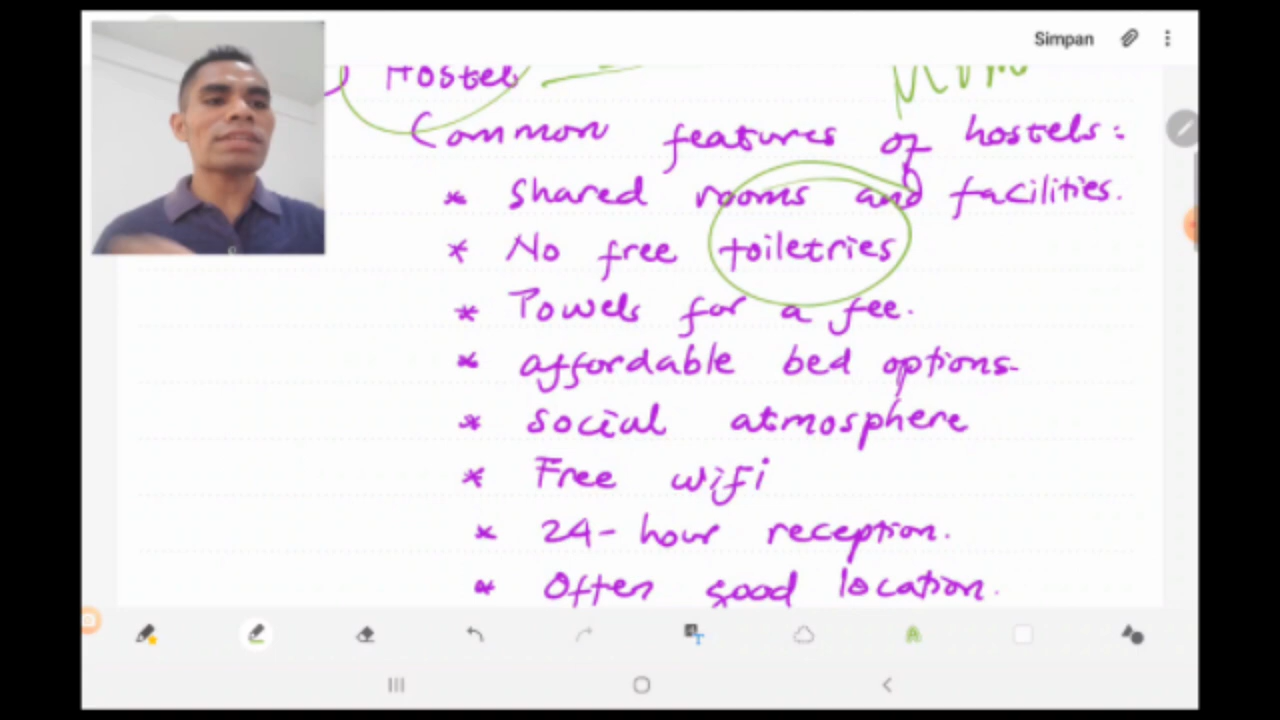 Simpan
Hostel
Common features of hostels:
* Shared rooms and facilities.
* No free toiletries
* Towels for a fee.
* affordable bed options.
* social atmosphere
* Free wifi
* 24-hour reception.
* Often good location.